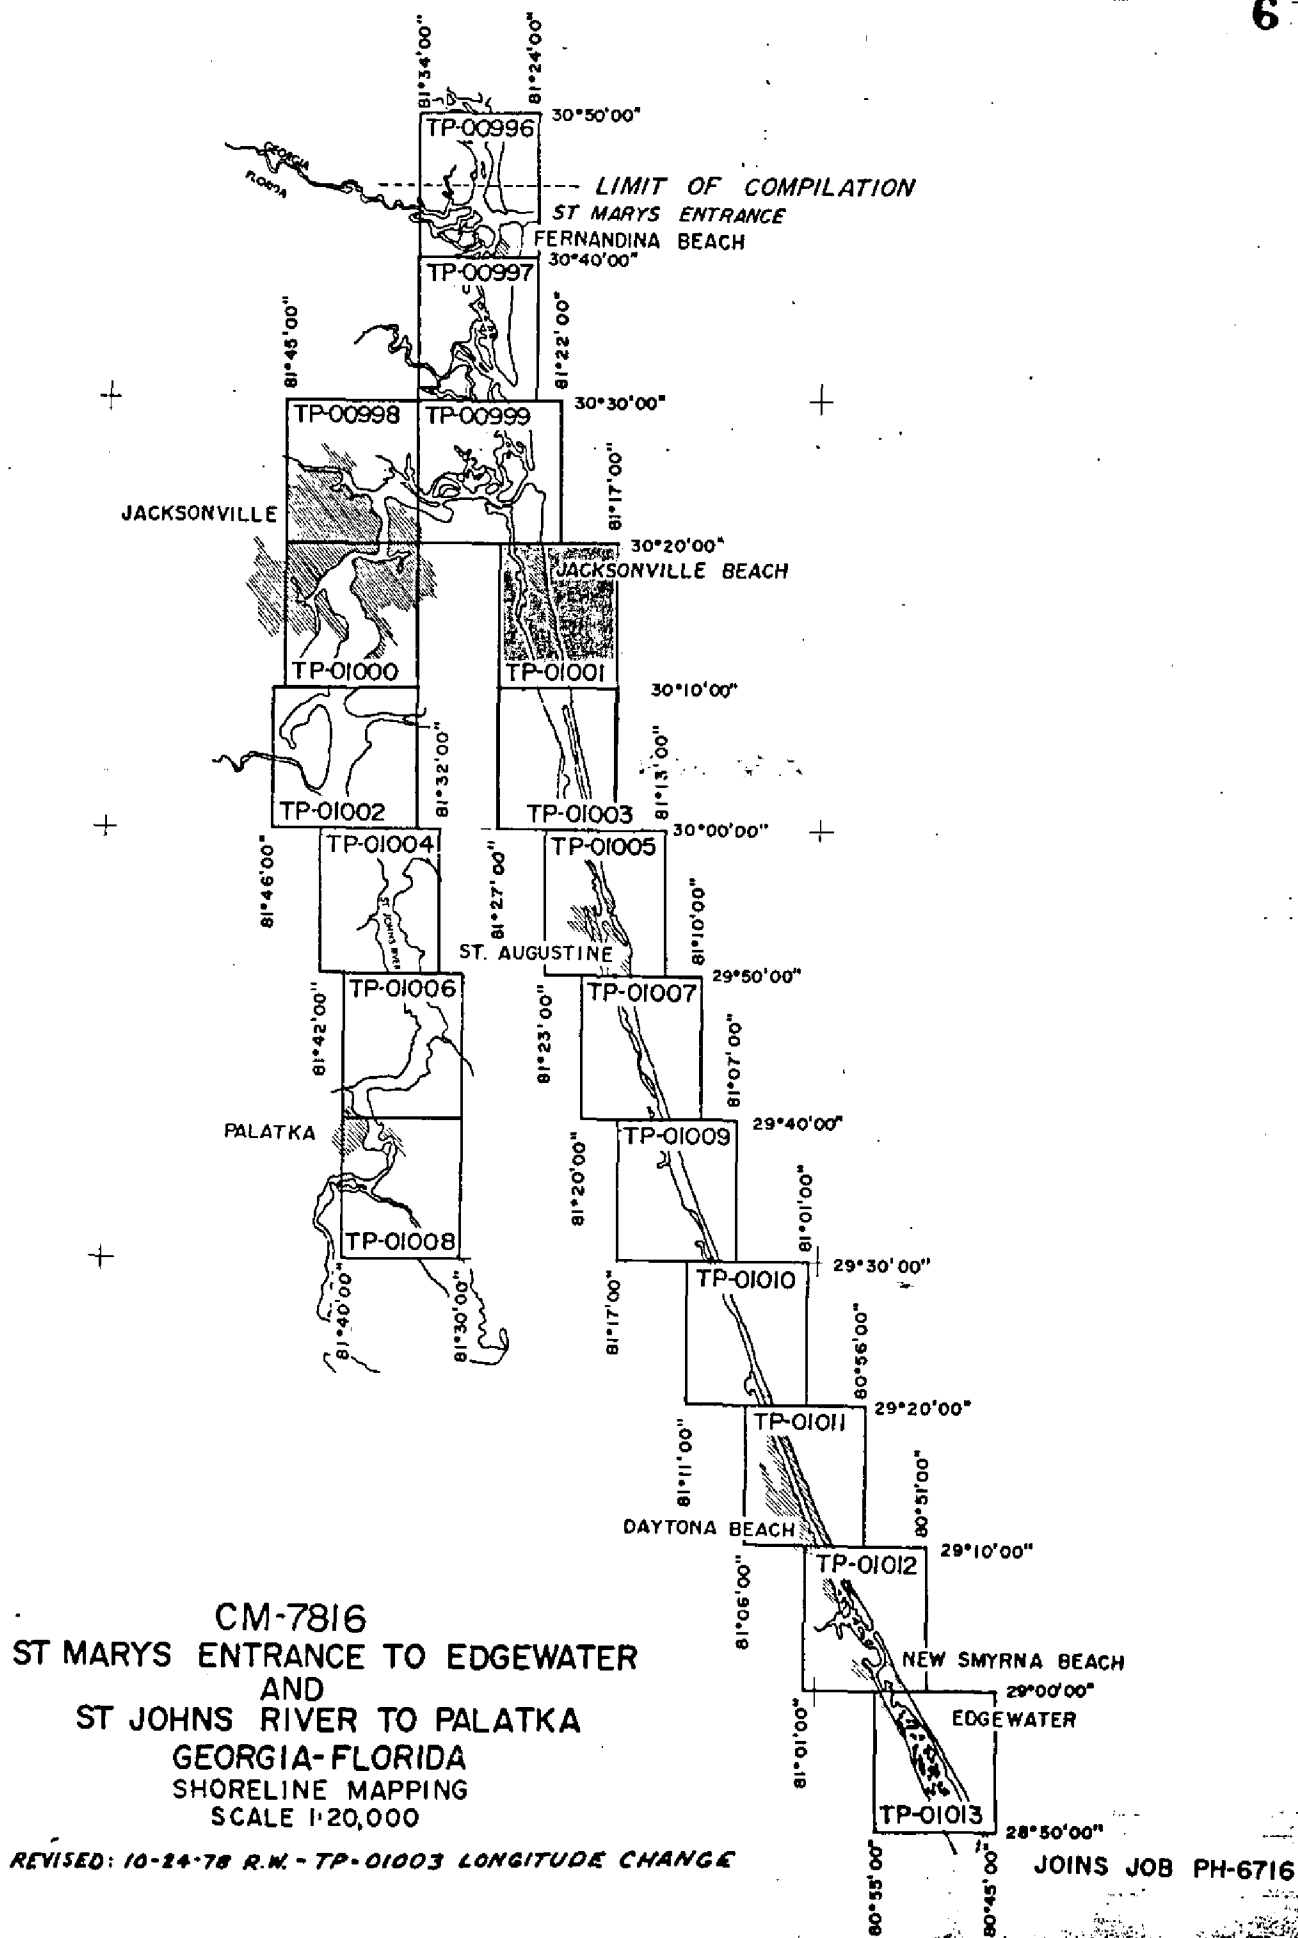 6
81°34'00"
81°24'00"
30°50'00"
TP-00996
GEORGIA
FLORIDA
LIMIT OF COMPILATION
ST MARYS ENTRANCE
FERNANDINA BEACH
30°40'00"
TP-00997
81°45'00"
81°22'00"
30°30'00"
TP-00998
TP-00999
JACKSONVILLE
81°17'00"
30°20'00"
JACKSONVILLE BEACH
TP-01000
TP-01001
30°10'00"
81°32'00"
81°13'00"
TP-01002
TP-01003
30°00'00"
TP-01004
TP-01005
81°46'00"
81°27'00"
81°10'00"
ST. JOHNS RIVER
ST. AUGUSTINE
29°50'00"
TP-01006
TP-01007
81°42'00"
81°23'00"
81°07'00"
29°40'00"
PALATKA
TP-01009
81°20'00"
81°01'00"
TP-01008
29°30'00"
TP-01010
81°40'00"
81°30'00"
81°17'00"
80°56'00"
29°20'00"
TP-01011
81°11'00"
80°51'00"
DAYTONA BEACH
29°10'00"
TP-01012
81°06'00"
NEW SMYRNA BEACH
29°00'00"
EDGEWATER
81°01'00"
TP-01013
28°50'00"
80°55'00"
80°45'00"
JOINS JOB PH-6716
CM-7816
ST MARYS ENTRANCE TO EDGEWATER
AND
ST JOHNS RIVER TO PALATKA
GEORGIA-FLORIDA
SHORELINE MAPPING
SCALE 1:20,000
REVISED: 10-24-78 R.W. - TP-01003 LONGITUDE CHANGE